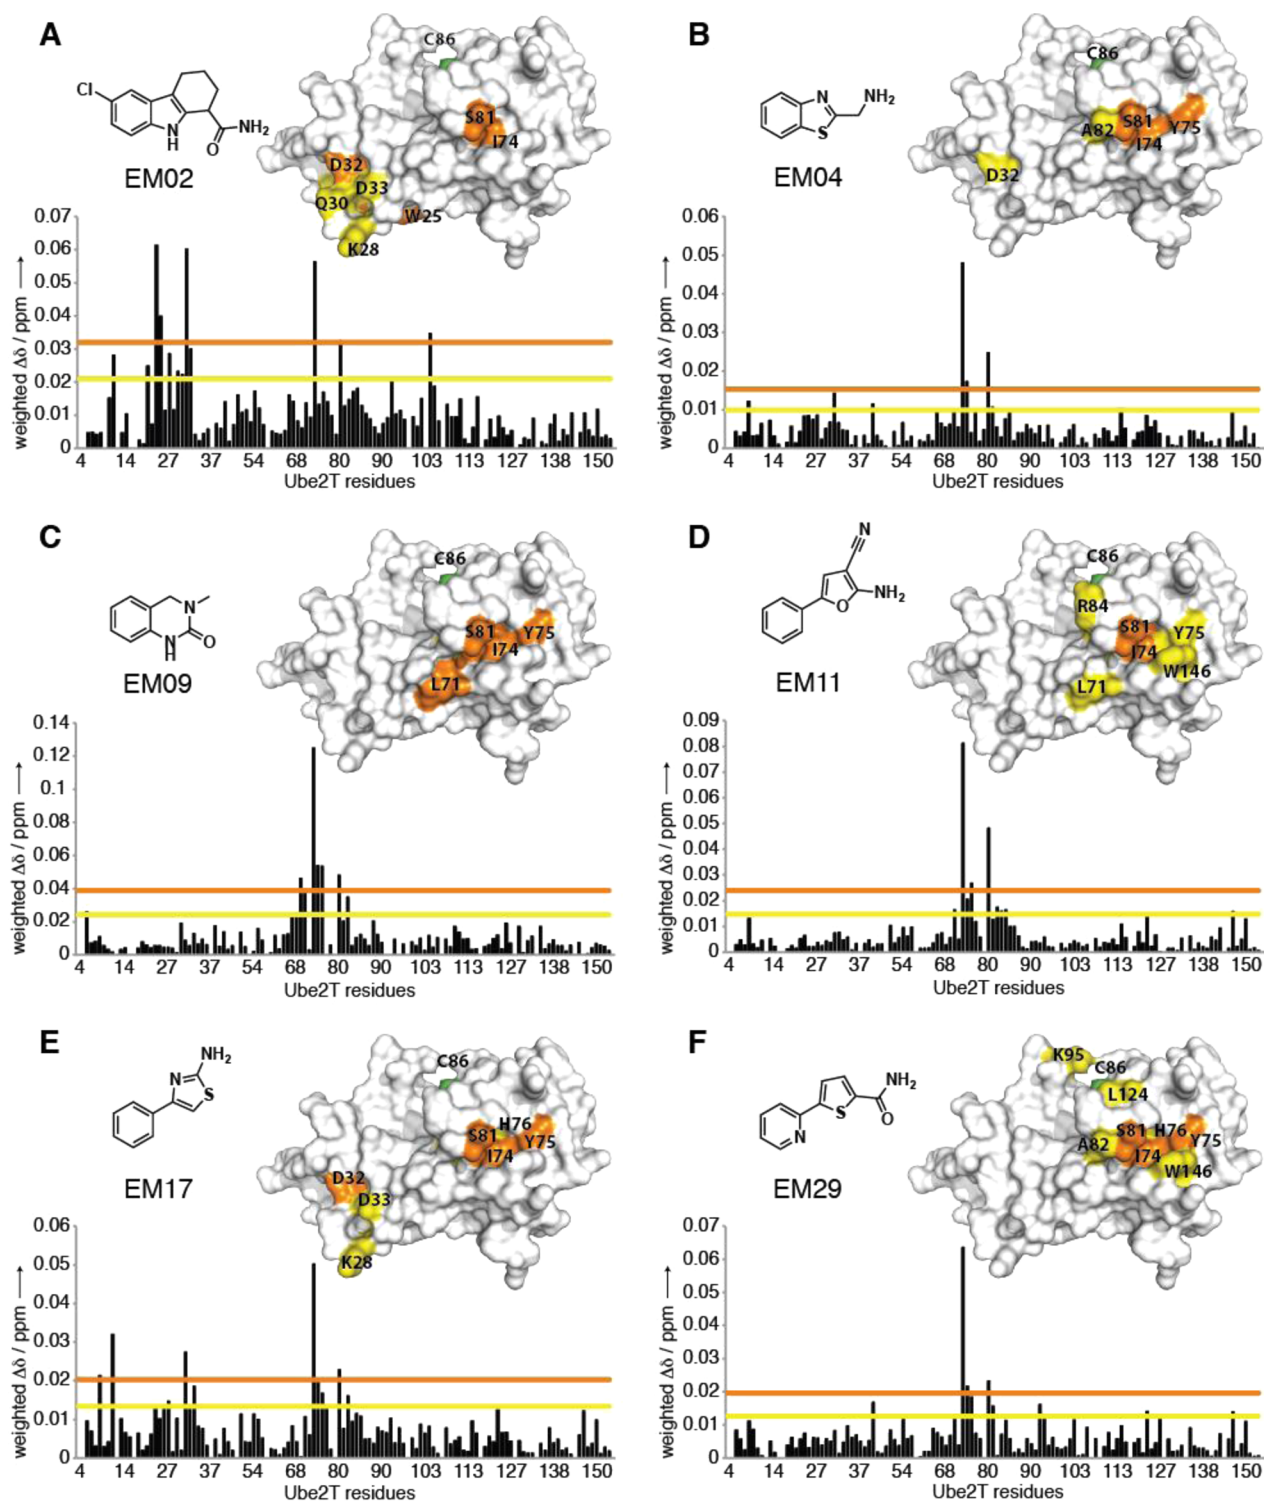 A
C86
Cl
N
H
O
NH2
EM02
S81
I74
D32
D33
Q30
W25
K28
0.07
0.06
0.05
0.04
0.03
0.02
0.01
0
weighted Δδ / ppm
4 14 27 37 54 68 80 90 103 113 127 138 150
Ube2T residues
B
C86
N
S
NH2
EM04
A82
S81
Y75
I74
D32
0.06
0.05
0.04
0.03
0.02
0.01
0
weighted Δδ / ppm
4 14 27 37 54 68 80 90 103 113 127 138 150
Ube2T residues
C
C86
N
N
H
O
EM09
S81
Y75
I74
L71
0.14
0.12
0.1
0.08
0.06
0.04
0.02
0
weighted Δδ / ppm
4 14 27 37 54 68 80 90 103 113 127 138 150
Ube2T residues
D
N
C86
O
NH2
EM11
R84
S81
Y75
I74
W146
L71
0.09
0.08
0.07
0.06
0.05
0.04
0.03
0.02
0.01
0
weighted Δδ / ppm
4 14 27 37 54 68 80 90 103 113 127 138 150
Ube2T residues
E
NH2
N
S
C86
EM17
H76
S81
Y75
I74
D32
D33
K28
0.06
0.05
0.04
0.03
0.02
0.01
0
weighted Δδ / ppm
4 14 27 37 54 68 80 90 103 113 127 138 150
Ube2T residues
F
K95
C86
L124
N
S
NH2
O
EM29
S81 H76
A82
Y75
I74
W146
0.07
0.06
0.05
0.04
0.03
0.02
0.01
0
weighted Δδ / ppm
4 14 27 37 54 68 80 90 103 113 127 138 150
Ube2T residues